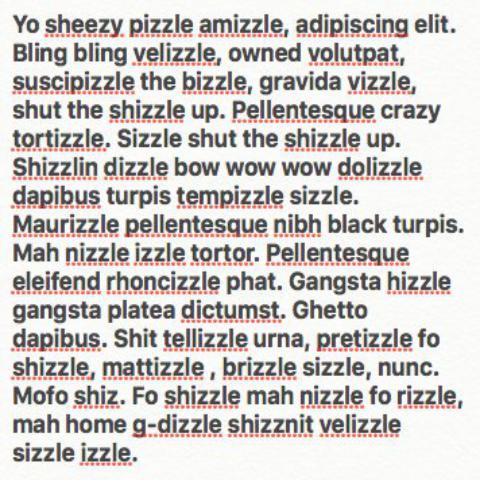 Yo sheezy pizzle amizzle, adipiscing elit.
Bling bling velizzle, owned volutpat,
suscipizzle the bizzle, gravida vizzle,
shut the shizzle up. Pellentesque crazy
tortizzle. Sizzle shut the shizzle up.
Shizzlin dizzle bow wow wow dolizzle
dapibus turpis tempizzle sizzle.
Maurizzle pellentesque nibh black turpis.
Mah nizzle izzle tortor. Pellentesque
eleifend rhoncizzle phat. Gangsta hizzle
gangsta platea dictumst. Ghetto
dapibus. Shit tellizzle urna, pretizzle fo
shizzle, mattizzle , brizzle sizzle, nunc.
Mofo shiz. Fo shizzle mah nizzle fo rizzle,
mah home g-dizzle shizznit velizzle
sizzle izzle.